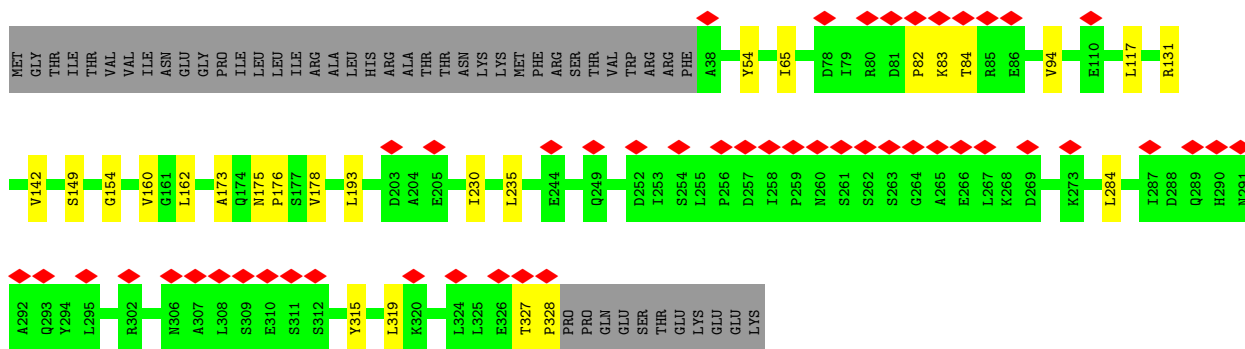 MET GLY THR ILE THR VAL VAL ILE ASN GLU GLY PRO ILE LEU LEU ILE ARG ALA LEU HIS ARG ALA THR THR ASN LYS LYS MET PHE ARG SER THR VAL TRP ARG ARG PHE A38 Y54 I65 D78 I79 R80 D81 P82 K83 T84 R85 E86 V94 E110 L117 R131
V142 S149 G154 V160 G161 L162 A173 Q174 N175 P176 S177 V178 L193 D203 A204 E205 I230 L235 E244 Q249 D252 I253 S254 L255 P256 D257 I258 P259 N260 S261 S262 S263 G264 A265 E266 L267 K268 D269 K273 L284 I287 D288 Q289 H290 N291
A292 Q293 Y294 L295 R302 N306 A307 L308 S309 E310 S311 S312 Y315 L319 K320 L324 L325 E326 T327 P328 PRO PRO GLN GLU SER THR GLU LYS GLU GLU LYS